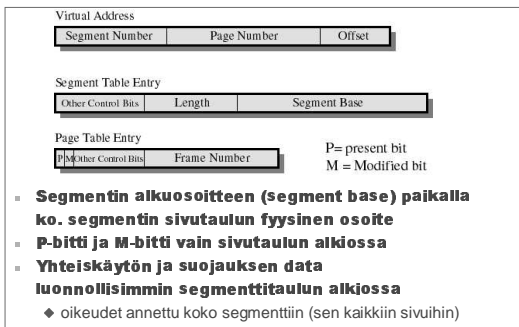 Virtual Address
Segment Number Page Number Offset
Segment Table Entry
Other Control Bits Length Segment Base
Page Table Entry
P M Other Control Bits Frame Number
P= present bit
M = Modified bit
Segmentin alkuosoitteen (segment base) paikalla
ko. segmentin sivutaulun fyysinen osoite
P-bitti ja M-bitti vain sivutaulun alkiossa
Yhteiskäytön ja suojauksen data
luonnollisimmin segmenttitaulun alkiossa
oikeudet annettu koko segmenttiin (sen kaikkiin sivuihin)